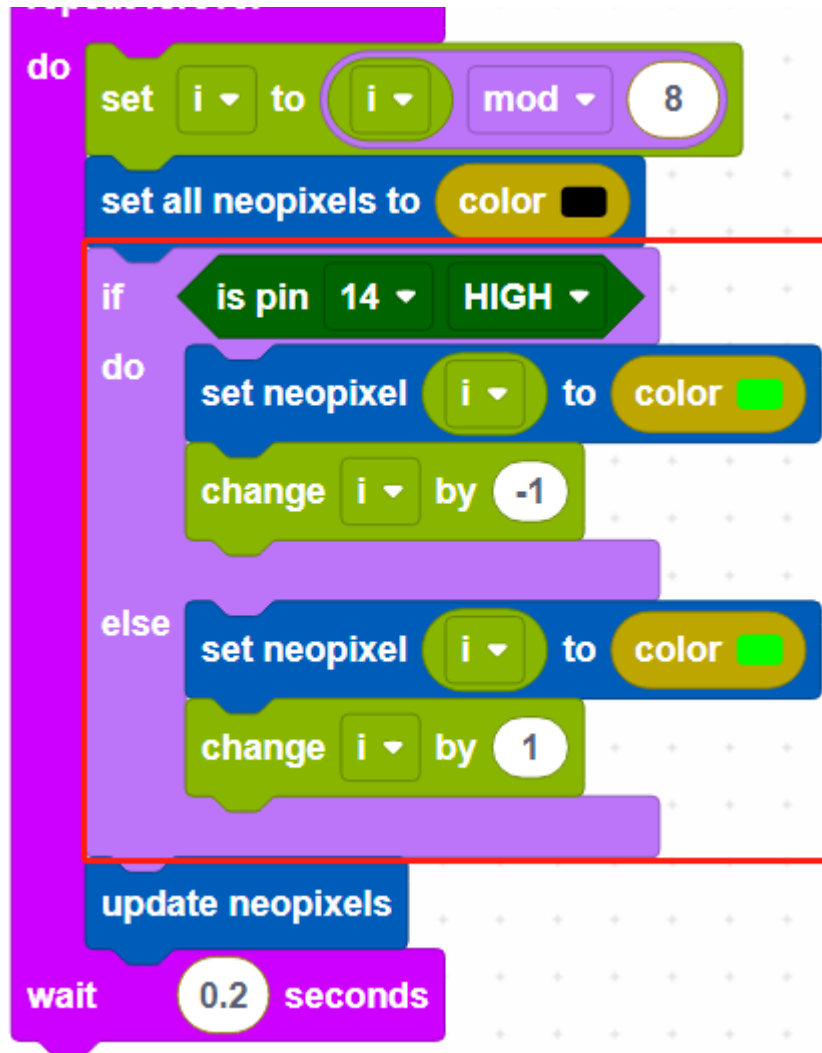 do
set i to i mod 8
set all neopixels to color
if is pin 14 HIGH
do
set neopixel i to color
change i by -1
else
set neopixel i to color
change i by 1
update neopixels
wait 0.2 seconds